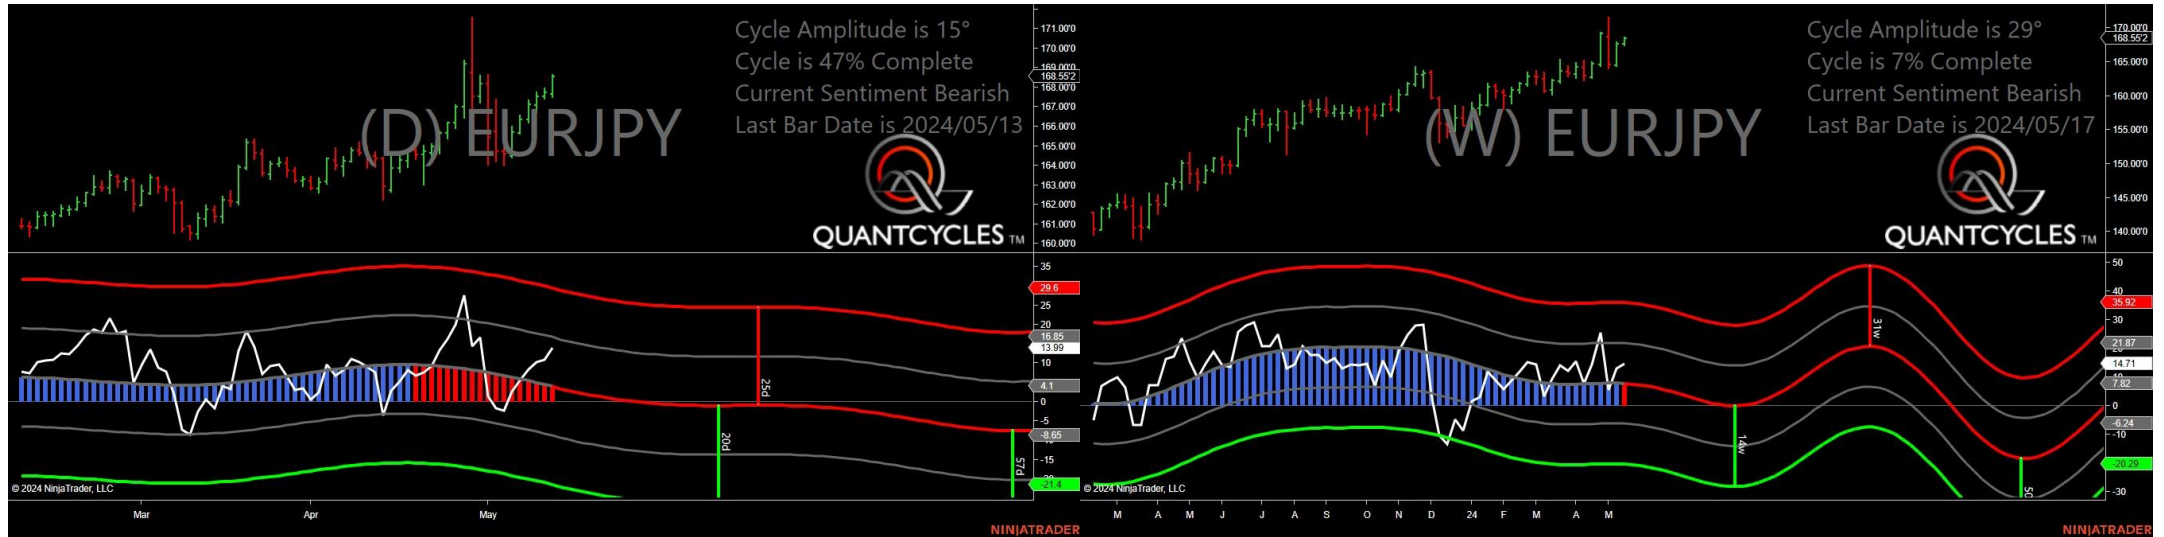 Cycle Amplitude is 15°
Cycle is 47% Complete
Current Sentiment Bearish
Last Bar Date is 2024/05/13
(D) EURJPY
QUANTCYCLES TM
171.00'0
170.00'0
169.00'0
168.55'2
168.00'0
167.00'0
166.00'0
165.00'0
164.00'0
163.00'0
162.00'0
161.00'0
160.00'0
35
29.6
25
20
16.85
13.99
10
4.1
0
-5
-8.65
-15
-21.4
25d
20d
57d
© 2024 NinjaTrader, LLC
Mar
Apr
May
NINJATRADER
Cycle Amplitude is 29°
Cycle is 7% Complete
Current Sentiment Bearish
Last Bar Date is 2024/05/17
(W) EURJPY
QUANTCYCLES TM
170.00'0
168.55'2
165.00'0
160.00'0
155.00'0
150.00'0
145.00'0
140.00'0
50
40
35.92
30
21.87
14.71
7.82
0
-6.24
-10
-20.29
-30
31w
14w
© 2024 NinjaTrader, LLC
M A M J J A S O N D 24 F M A M
NINJATRADER